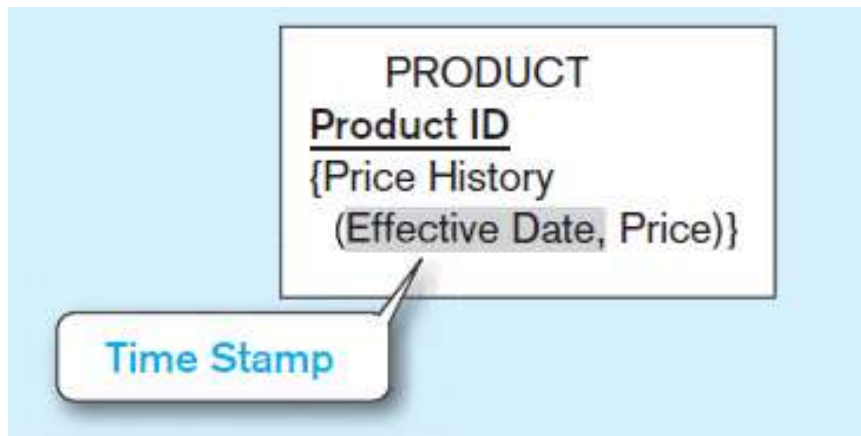 PRODUCT
Product ID
{Price History
(Effective Date, Price)}
Time Stamp